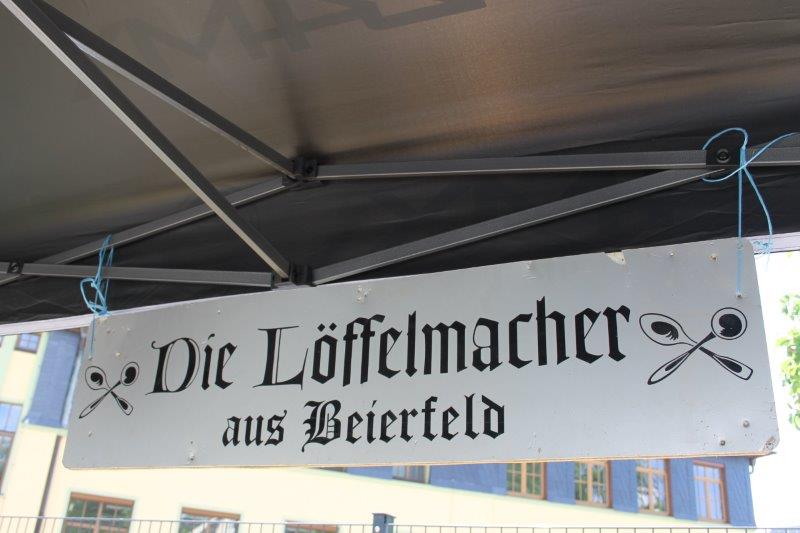 Die Löffelmacher
aus Beierfeld